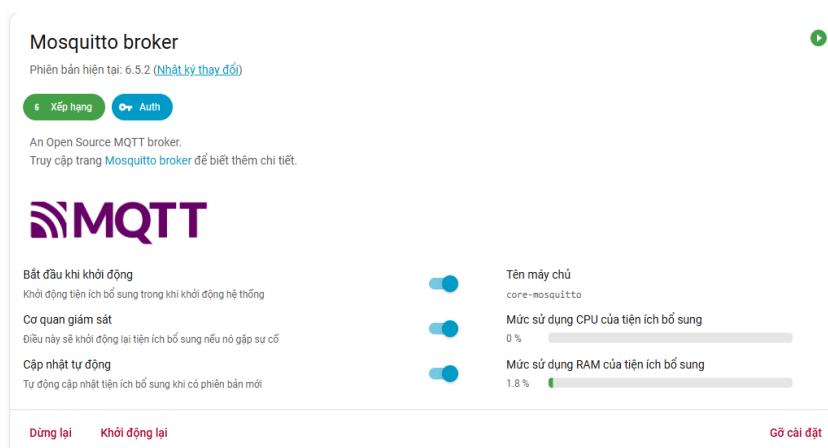 Mosquitto broker
Phiên bản hiện tại: 6.5.2 (Nhật ký thay đổi)
6 Xếp hạng
Auth
An Open Source MQTT broker.
Truy cập trang Mosquitto broker để biết thêm chi tiết.
MQTT
Bắt đầu khi khởi động
Khởi động tiện ích bổ sung trong khi khởi động hệ thống
Cơ quan giám sát
Điều này sẽ khởi động lại tiện ích bổ sung nếu nó gặp sự cố
Cập nhật tự động
Tự động cập nhật tiện ích bổ sung khi có phiên bản mới
Tên máy chủ
core-mosquitto
Mức sử dụng CPU của tiện ích bổ sung
0 %
Mức sử dụng RAM của tiện ích bổ sung
1.8 %
Dừng lại
Khởi động lại
Gỡ cài đặt